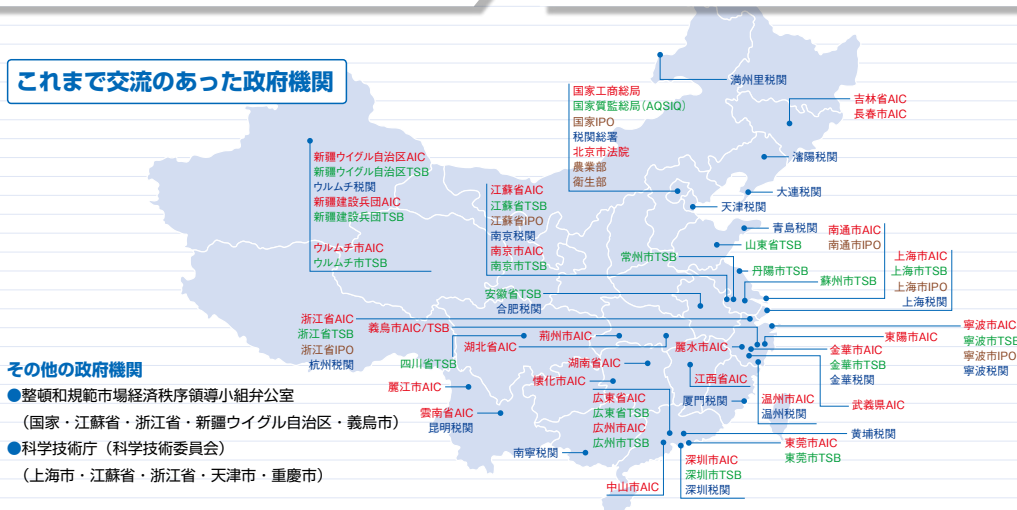 これまで交流のあった政府機関
満州里税関
国家工商総局
国家質監総局(AQSIQ)
国家IPO
税関総署
北京市法院
農業部
衛生部
吉林省AIC
長春市AIC
瀋陽税関
大連税関
天津税関
新疆ウイグル自治区AIC
新疆ウイグル自治区TSB
ウルムチ税関
新疆建設兵団AIC
新疆建設兵団TSB
ウルムチ市AIC
ウルムチ市TSB
江蘇省AIC
江蘇省TSB
江蘇省IPO
南京税関
南京市AIC
南京市TSB
青島税関
山東省TSB
南通市AIC
南通市IPO
常州市TSB
丹陽市TSB
蘇州市TSB
上海市AIC
上海市TSB
上海市IPO
上海税関
安徽省TSB
合肥税関
浙江省AIC
浙江省TSB
浙江省IPO
杭州税関
義烏市AIC/TSB
荊州市AIC
湖北省AIC
四川省TSB
麗水市AIC
東陽市AIC
寧波市AIC
寧波市TSB
寧波市IPO
寧波税関
金華市AIC
金華市TSB
金華税関
湖南省AIC
江西省AIC
懐化市AIC
麗江市AIC
雲南省AIC
昆明税関
広東省AIC
広東省TSB
広州市AIC
広州市TSB
厦門税関
温州市AIC
温州税関
武義県AIC
黄埔税関
東莞市AIC
東莞市TSB
南寧税関
深圳市AIC
深圳市TSB
深圳税関
中山市AIC
その他の政府機関
●整頓和規範市場経済秩序領導小組弁公室
(国家・江蘇省・浙江省・新疆ウイグル自治区・義烏市)
●科学技術庁(科学技術委員会)
(上海市・江蘇省・浙江省・天津市・重慶市)